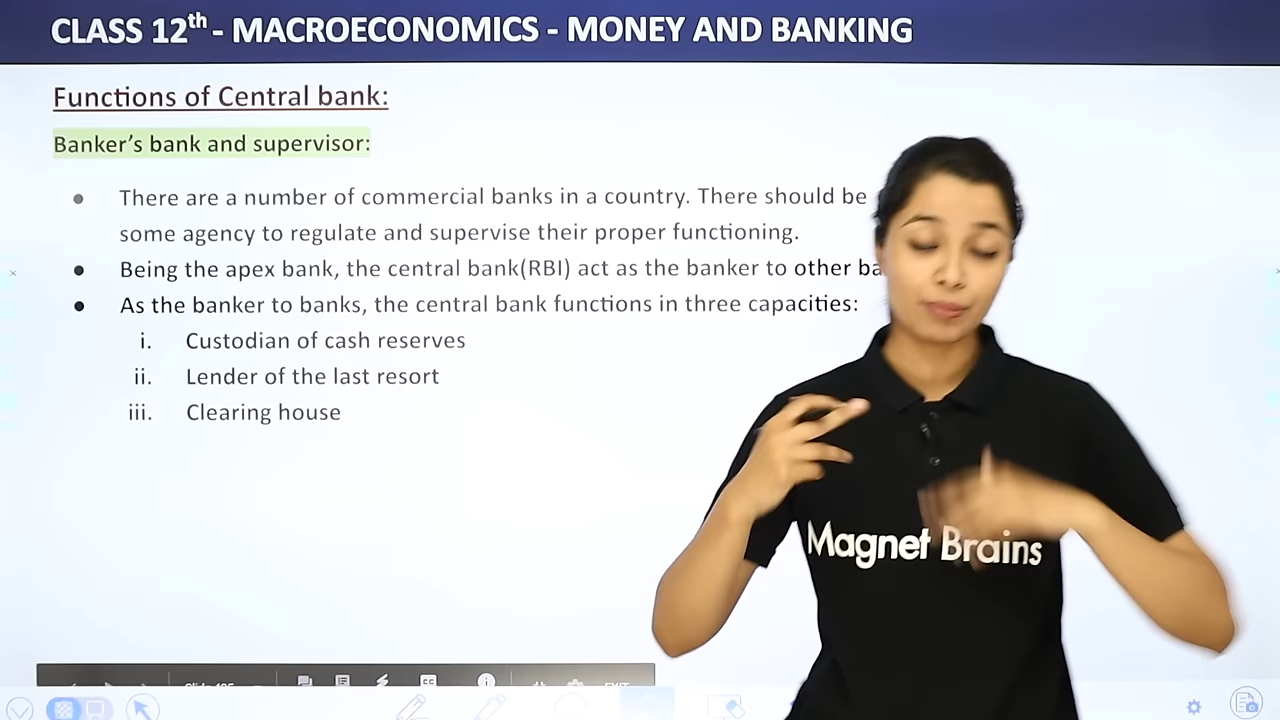 CLASS 12th - MACROECONOMICS - MONEY AND BANKING
Functions of Central bank:
Banker’s bank and supervisor:
● There are a number of commercial banks in a country. There should be
some agency to regulate and supervise their proper functioning.
● Being the apex bank, the central bank(RBI) act as the banker to other
● As the banker to banks, the central bank functions in three capacities:
i. Custodian of cash reserves
ii. Lender of the last resort
iii. Clearing house
Magnet Brains
CC